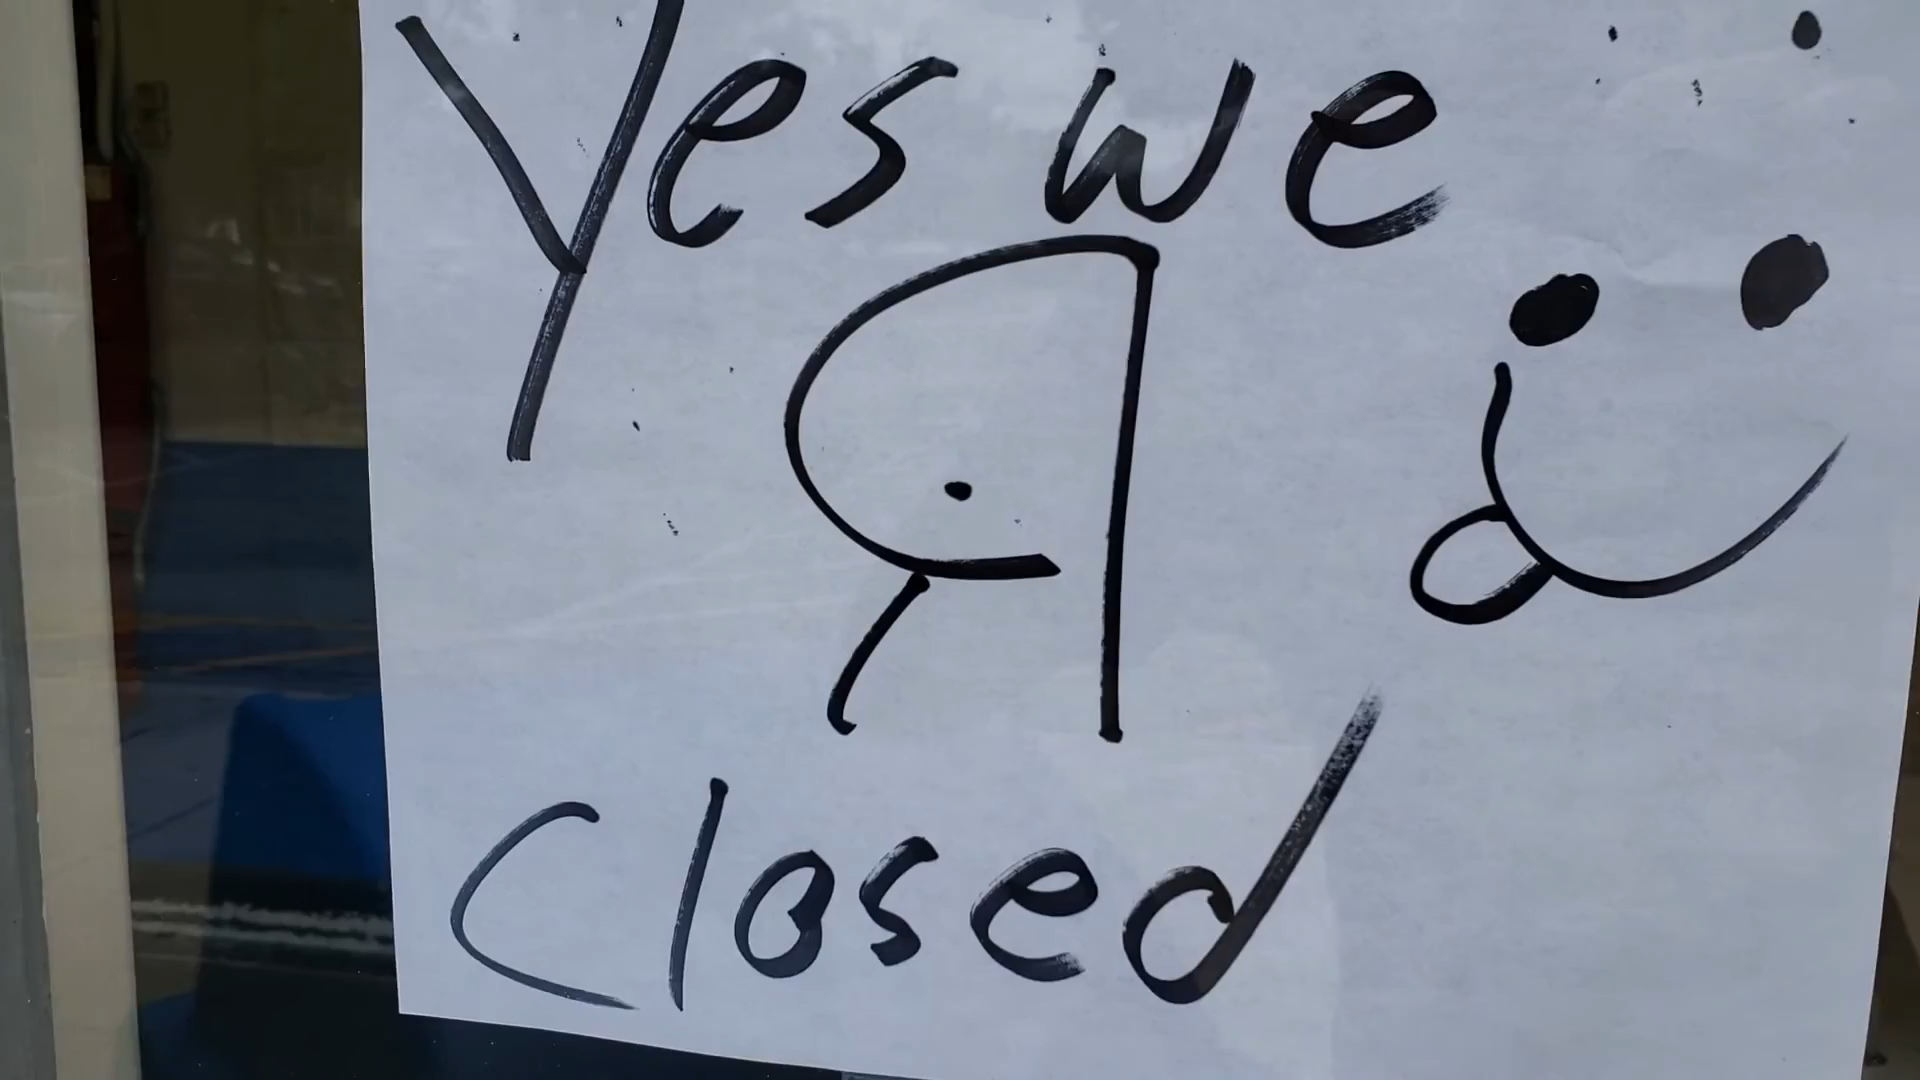 Yes we
Я
Closed